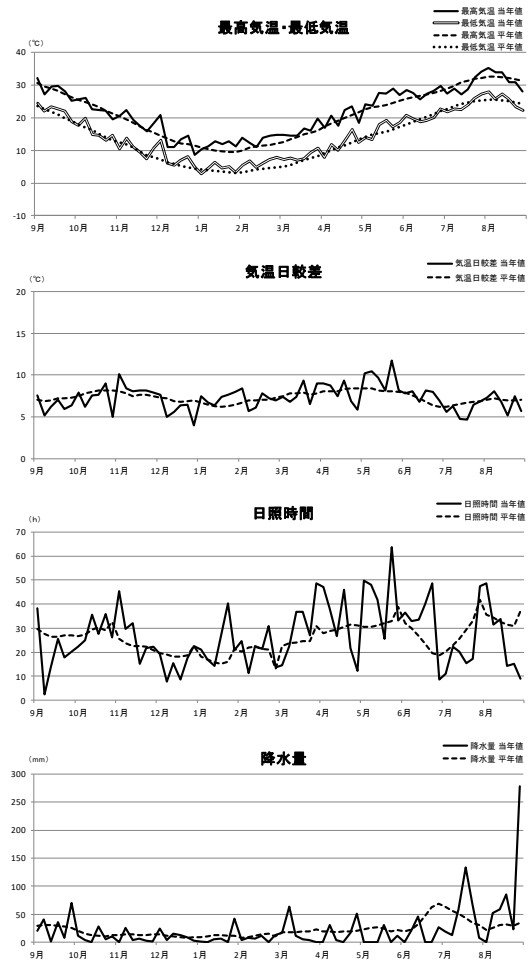 最高気温・最低気温
最高気温 当年値
最低気温 当年値
最高気温 平年値
最低気温 平年値
(℃)
40
30
20
10
0
-10
9月 10月 11月 12月 1月 2月 3月 4月 5月 6月 7月 8月
気温日較差
気温日較差 当年値
気温日較差 平年値
(℃)
20
15
10
5
0
9月 10月 11月 12月 1月 2月 3月 4月 5月 6月 7月 8月
日照時間
日照時間 当年値
日照時間 平年値
(h)
70
60
50
40
30
20
10
0
9月 10月 11月 12月 1月 2月 3月 4月 5月 6月 7月 8月
降水量
降水量 当年値
降水量 平年値
(mm)
300
250
200
150
100
50
0
9月 10月 11月 12月 1月 2月 3月 4月 5月 6月 7月 8月